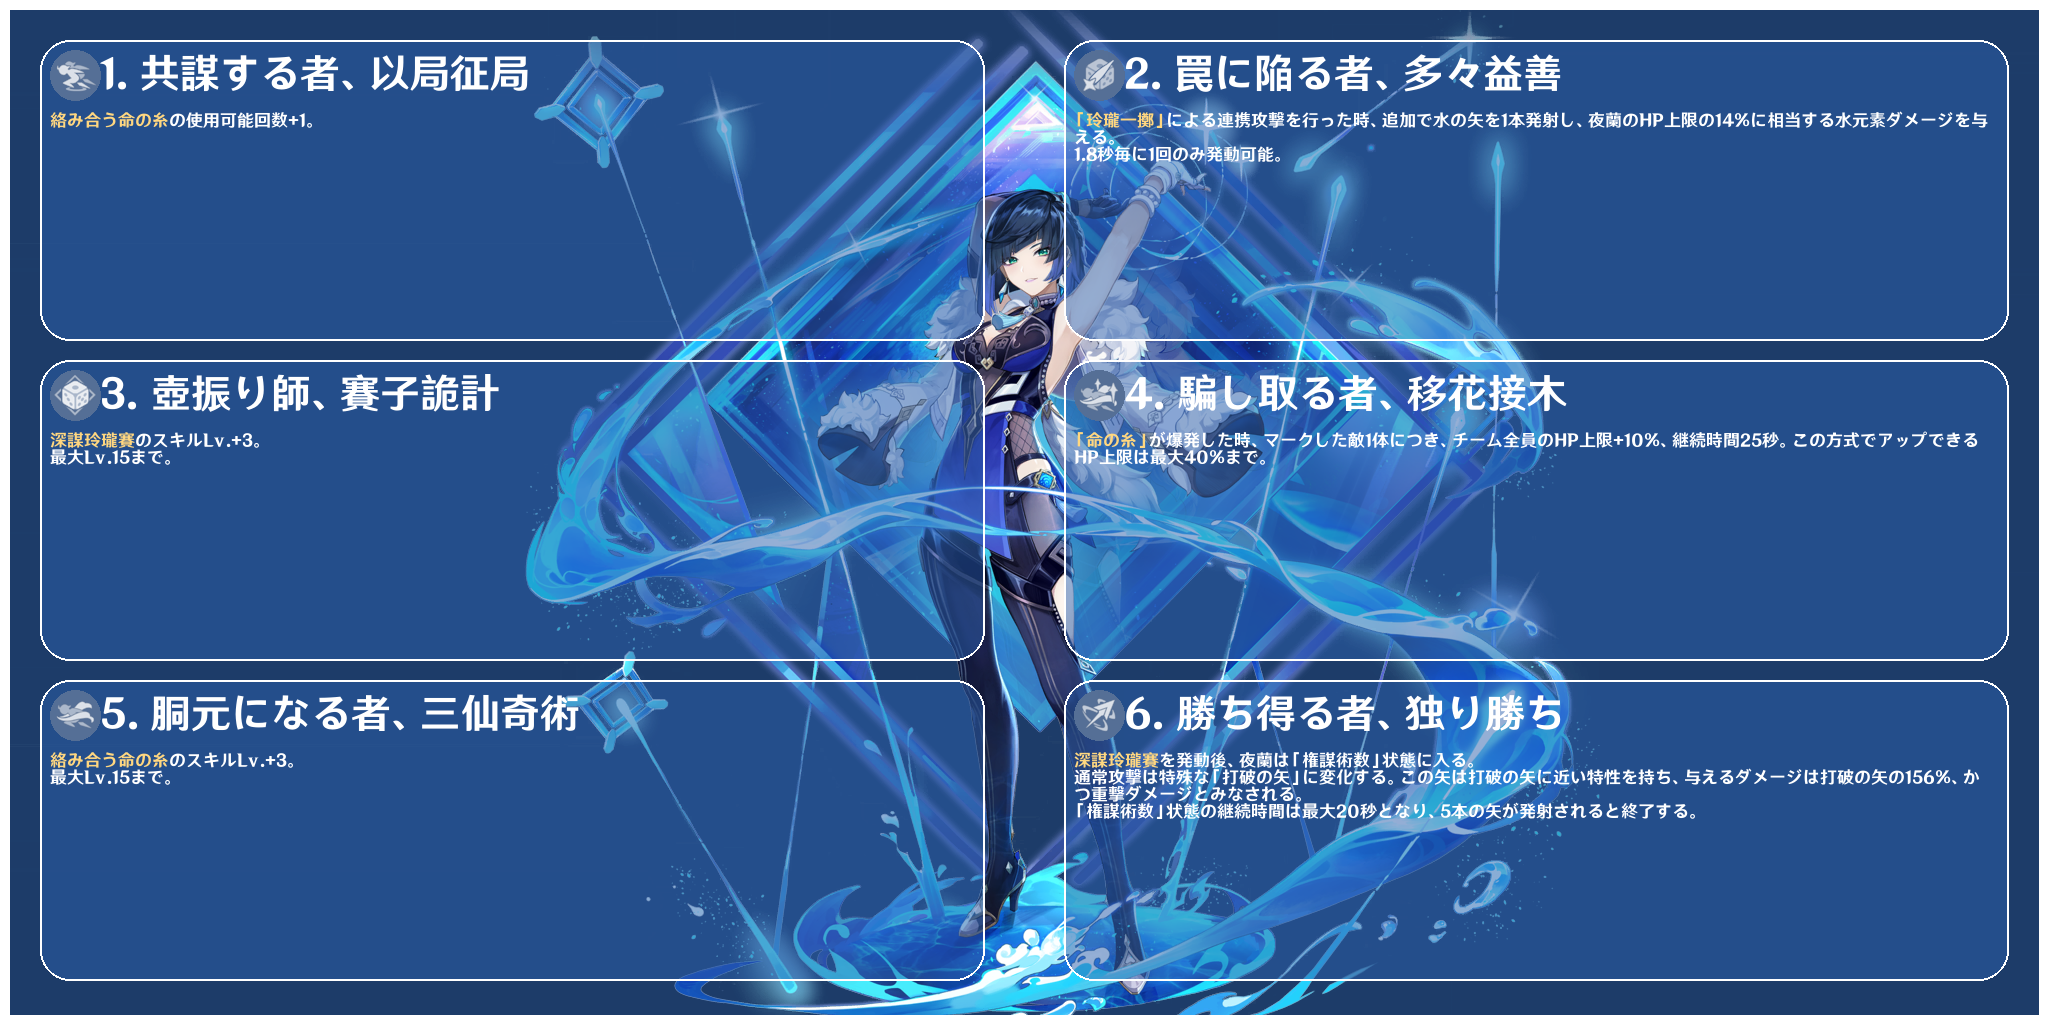 1. 共謀する者、以局征局
絡み合う命の糸の使用可能回数+1。
2. 罠に陥る者、多々益善
「玲瓏一擲」による連携攻撃を行った時、追加で水の矢を1本発射し、夜蘭のHP上限の14%に相当する水元素ダメージを与
える。
1.8秒毎に1回のみ発動可能。
3. 壺振り師、賽子詭計
深謀玲瓏賽のスキルLv.+3。
最大Lv.15まで。
4. 騙し取る者、移花接木
「命の糸」が爆発した時、マークした敵1体につき、チーム全員のHP上限+10%、継続時間25秒。この方式でアップできる
HP上限は最大40%まで。
5. 胴元になる者、三仙奇術
絡み合う命の糸のスキルLv.+3。
最大Lv.15まで。
6. 勝ち得る者、独り勝ち
深謀玲瓏賽を発動後、夜蘭は「権謀術数」状態に入る。
通常攻撃は特殊な「打破の矢」に変化する。この矢は打破の矢に近い特性を持ち、与えるダメージは打破の矢の156%、か
つ重撃ダメージとみなされる。
「権謀術数」状態の継続時間は最大20秒となり、5本の矢が発射されると終了する。